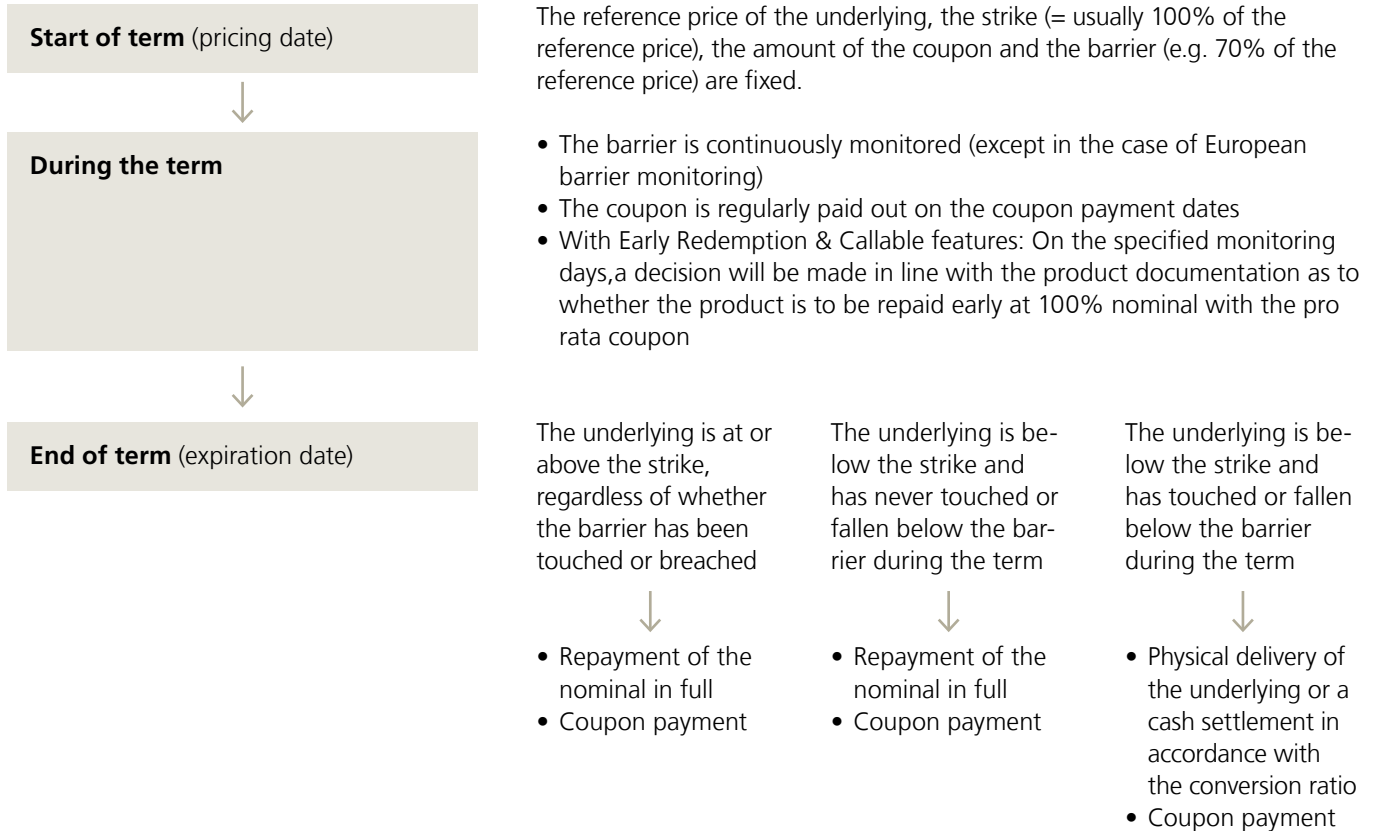 Start of term (pricing date)
The reference price of the underlying, the strike (= usually 100% of the
reference price), the amount of the coupon and the barrier (e.g. 70% of the
reference price) are fixed.
During the term
• The barrier is continuously monitored (except in the case of European
barrier monitoring)
• The coupon is regularly paid out on the coupon payment dates
• With Early Redemption & Callable features: On the specified monitoring
days,a decision will be made in line with the product documentation as to
whether the product is to be repaid early at 100% nominal with the pro
rata coupon
End of term (expiration date)
The underlying is at or
above the strike,
regardless of whether
the barrier has been
touched or breached
• Repayment of the
nominal in full
• Coupon payment
The underlying is be-
low the strike and
has never touched or
fallen below the bar-
rier during the term
• Repayment of the
nominal in full
• Coupon payment
The underlying is be-
low the strike and
has touched or fallen
below the barrier
during the term
• Physical delivery of
the underlying or a
cash settlement in
accordance with
the conversion ratio
• Coupon payment